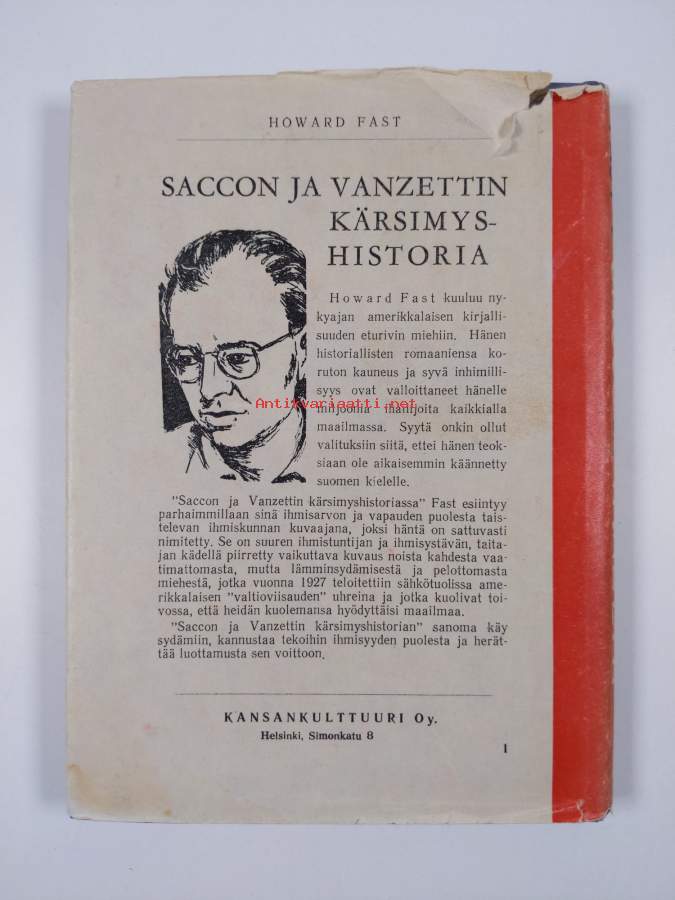 HOWARD FAST
SACCON JA VANZETTIN
KÄRSIMYS-
HISTORIA
Howard Fast kuuluu ny-
kyajan amerikkalaisen kirjalli-
suuden eturivin miehiin. Hänen
historiallisten romaaniensa ko-
ruton kauneus ja syvä inhimilli-
syys ovat valloittaneet hänelle
miljoonia ihailijoita kaikkialla
Antikvariaatti.net
maailmassa. Syytä onkin ollut
valituksiin siitä, ettei hänen teok-
siaan ole aikaisemmin käännetty
suomen kielelle.
"Saccon ja Vanzettin kärsimyshistoriassa" Fast esiintyy
parhaimmillaan sinä ihmisarvon ja vapauden puolesta tais-
televan ihmiskunnan kuvaajana, joksi häntä on sattuvasti
nimitetty. Se on suuren ihmistuntijan ja ihmisystävän, taita-
jan kädellä piirretty vaikuttava kuvaus noista kahdesta vaa-
timattomasta, mutta lämminsydämisestä ja pelottomasta
miehestä, jotka vuonna 1927 teloitettiin sähkötuolissa ame-
rikkalaisen "valtioviisauden" uhreina ja jotka kuolivat toi-
vossa, että heidän kuolemansa hyödyttäisi maailmaa.
"Saccon ja Vanzettin kärsimyshistorian" sanoma käy
sydämiin, kannustaa tekoihin ihmisyyden puolesta ja herät-
tää luottamusta sen voittoon.
KANSANKULTTUURI Oy.
Helsinki, Simonkatu 8
1